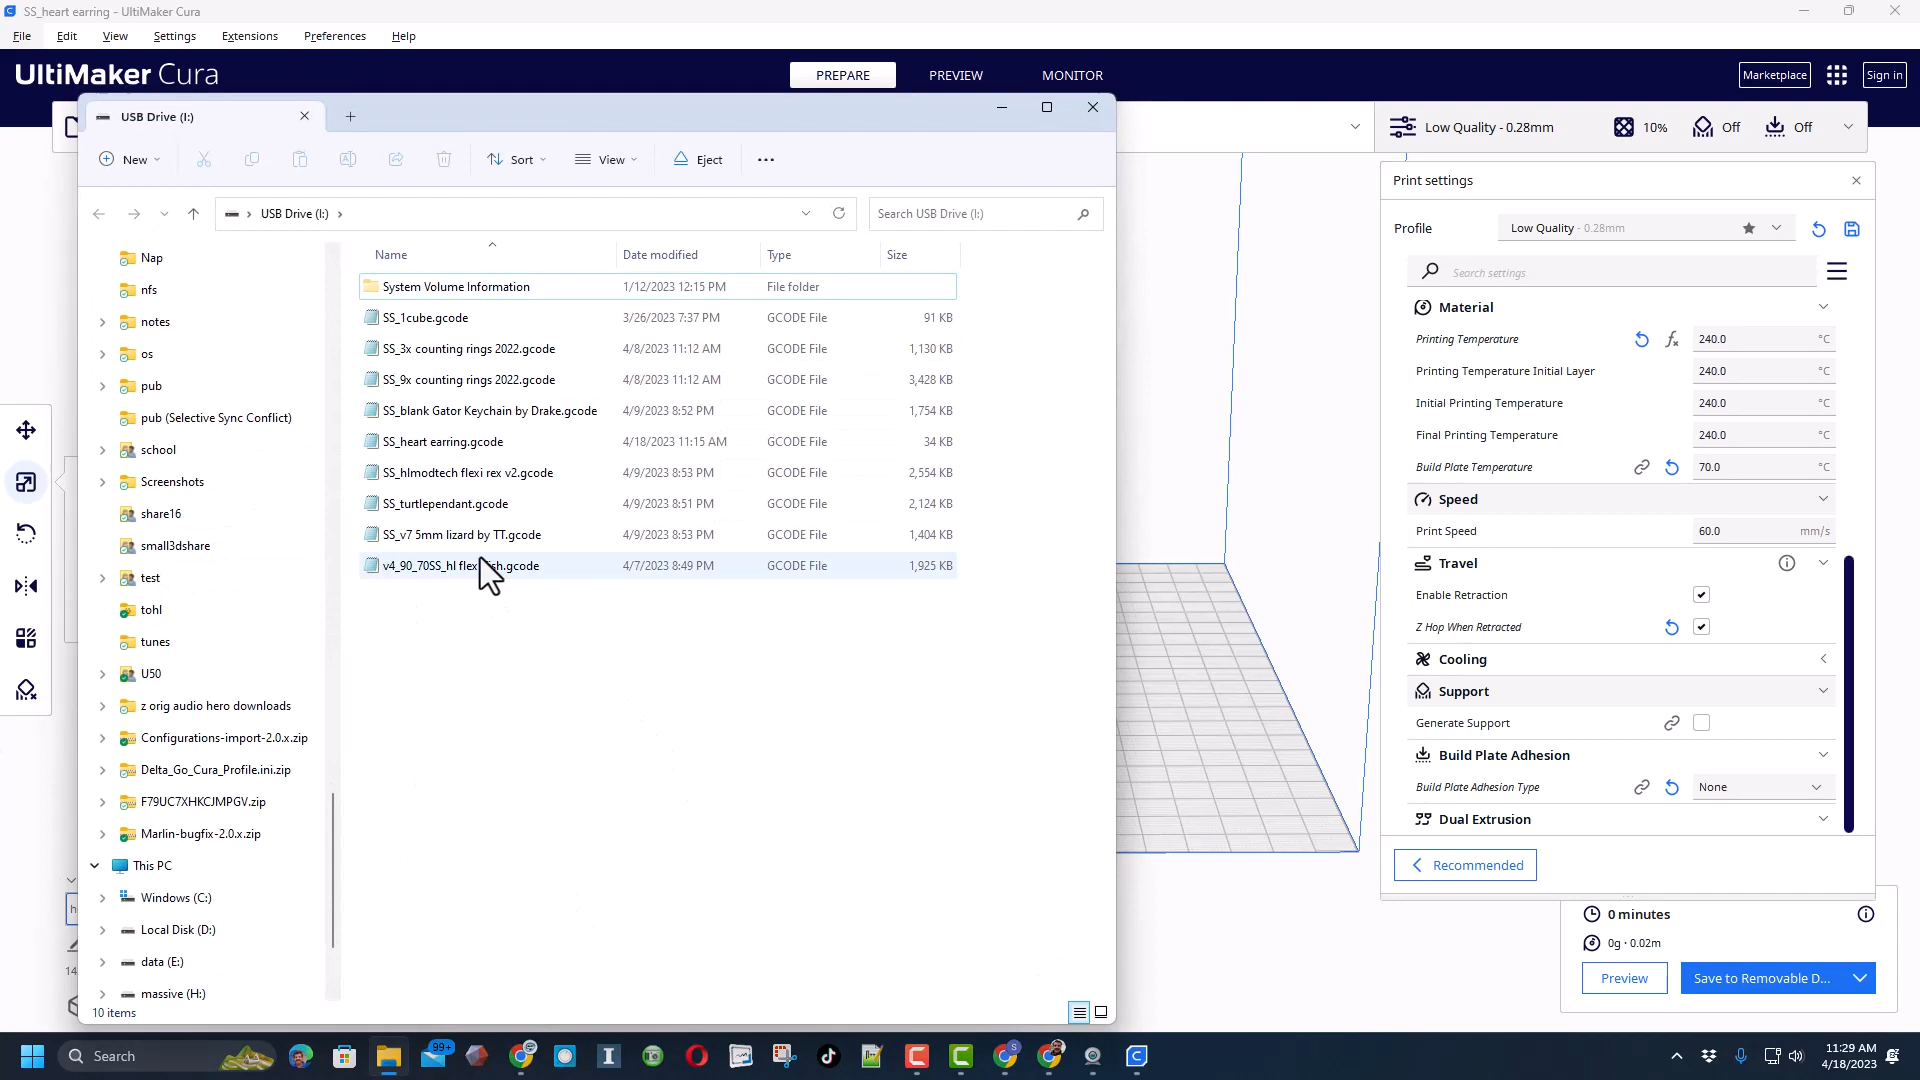 SS_heart earring - UltiMaker Cura
File Edit View Settings Extensions Preferences Help
UltiMaker Cura
PREPARE PREVIEW MONITOR
Marketplace Sign in
USB Drive (I:)
Low Quality - 0.28mm 10% Off Off
New Sort View Eject
Print settings
USB Drive (I:)
Search USB Drive (I:)
Profile Low Quality - 0.28mm
Search settings
Name Date modified Type Size
System Volume Information 1/12/2023 12:15 PM File folder
SS_1cube.gcode 3/26/2023 7:37 PM GCODE File 91 KB
SS_3x counting rings 2022.gcode 4/8/2023 11:12 AM GCODE File 1,130 KB
SS_9x counting rings 2022.gcode 4/8/2023 11:12 AM GCODE File 3,428 KB
SS_blank Gator Keychain by Drake.gcode 4/9/2023 8:52 PM GCODE File 1,754 KB
SS_heart earring.gcode 4/18/2023 11:15 AM GCODE File 34 KB
SS_hlmodtech flexi rex v2.gcode 4/9/2023 8:53 PM GCODE File 2,554 KB
SS_turtlependant.gcode 4/9/2023 8:51 PM GCODE File 2,124 KB
SS_v7 5mm lizard by TT.gcode 4/9/2023 8:53 PM GCODE File 1,404 KB
v4_90_70SS_hl flex sh.gcode 4/7/2023 8:49 PM GCODE File 1,925 KB
Nap
nfs
notes
os
pub
pub (Selective Sync Conflict)
school
Screenshots
share16
small3dshare
test
tohl
tunes
U50
z orig audio hero downloads
Configurations-import-2.0.x.zip
Delta_Go_Cura_Profile.ini.zip
F79UC7XHKCJMPGV.zip
Marlin-bugfix-2.0.x.zip
This PC
Windows (C:)
Local Disk (D:)
data (E:)
massive (H:)
10 items
Material
Printing Temperature 240.0 °C
Printing Temperature Initial Layer 240.0 °C
Initial Printing Temperature 240.0 °C
Final Printing Temperature 240.0 °C
Build Plate Temperature 70.0 °C
Speed
Print Speed 60.0 mm/s
Travel
Enable Retraction
Z Hop When Retracted
Cooling
Support
Generate Support
Build Plate Adhesion
Build Plate Adhesion Type None
Dual Extrusion
Recommended
0 minutes
0g · 0.02m
Preview Save to Removable D...
Search
99+
11:29 AM
4/18/2023